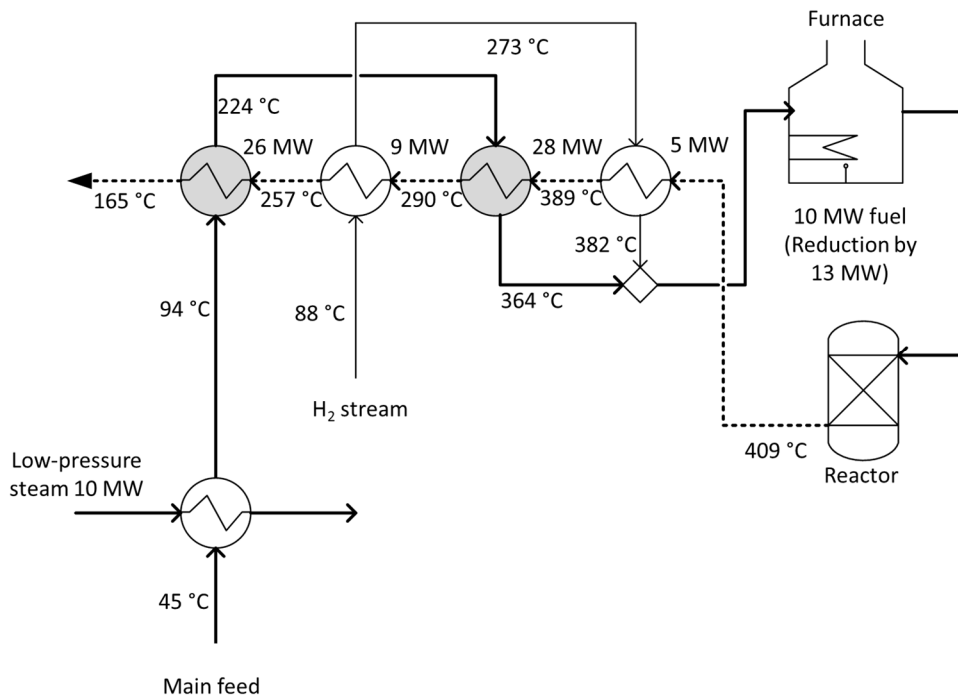 Furnace
273 °C
224 °C
26 MW
9 MW
28 MW
5 MW
165 °C
257 °C
290 °C
389 °C
10 MW fuel
(Reduction by
13 MW)
382 °C
364 °C
94 °C
88 °C
H₂ stream
409 °C
Reactor
Low-pressure
steam 10 MW
45 °C
Main feed